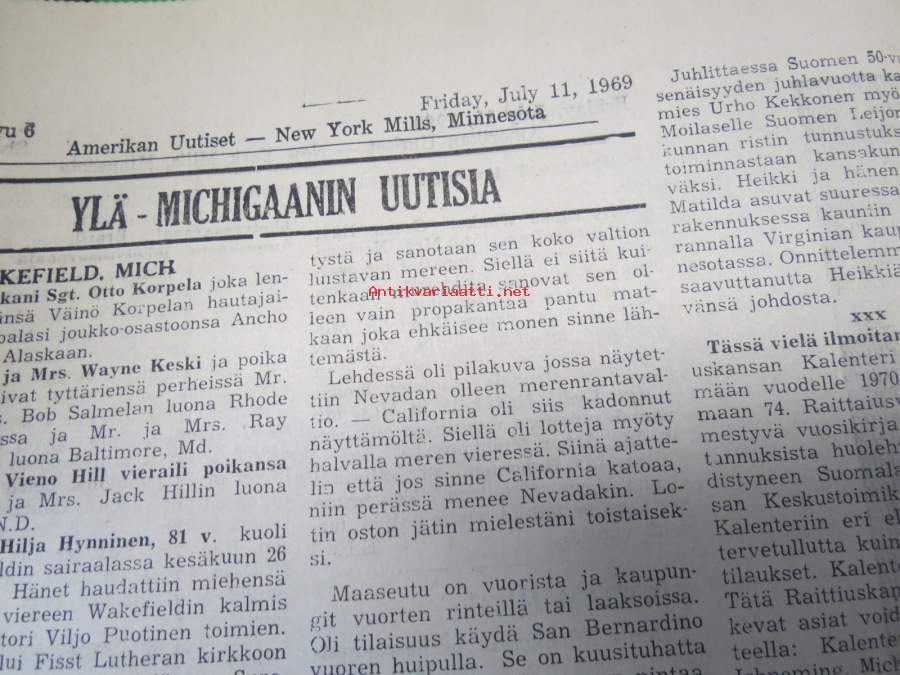 vu 6
Friday, July 11, 1969
Amerikan Uutiset — New York Mills, Minnesota
YLÄ - MICHIGAANIN UUTISIA
KEFIELD, MICH
kani Sgt. Otto Korpela joka len-
insä Väinö Korpelan hautajai-
palasi joukko-osastoonsa Ancho
Alaskaan.
ja Mrs. Wayne Keski ja poika
ivat tyttäriensä perheissä Mr.
s. Bob Salmelan luona Rhode
ssa ja Mr. ja Mrs. Ray
luona Baltimore, Md.
Vieno Hill vieraili poikansa
ja Mrs. Jack Hillin luona
N.D.
Hilja Hynninen, 81 v. kuoli
ldin sairaalassa kesäkuun 26
Hänet haudattiin miehensä
viereen Wakefieldin kalmis
tori Viljo Puotinen toimien.
lui Fisst Lutheran kirkkoon
tystä ja sanotaan sen koko valtion
luistavan mereen. Siellä ei siitä kui-
tenkaan sanovat sen ol-
leen vain propakantaa pantu mat-
kaan joka ehkäisee monen sinne läh-
temästä.
Lehdessä oli pilakuva jossa näytet-
tiin Nevadan olleen merenrantaval-
tio. — California oli siis kadonnut
näyttämöltä. Siellä oli lotteja myöty
halvalla meren vieressä. Siinä ajatte-
lin että jos sinne California katoaa,
niin perässä menee Nevadakin. Lo-
tin oston jätin mielestäni toistaisek-
si.
Maaseutu on vuorista ja kaupun-
git vuorten rinteillä tai laaksoissa.
Oli tilaisuus käydä San Bernardino
vuoren huipulla. Se on kuusituhatta
pintaa
Juhlittaessa Suomen 50-vu
senäisyyden juhlavuotta ka
mies Urho Kekkonen myö
Moilaselle Suomen Leijon
kunnan ristin tunnustuks
toiminnastaan kansakun
väksi. Heikki ja hänen
Matilda asuvat suuressa
rakennuksessa kauniin
rannalla Virginian kaup
nesotassa. Onnittelemm
saavuttanutta Heikkiä
vänsä johdosta.
xxx
Tässä vielä ilmoitan
uskansan Kalenteri
mään vuodelle 1970
maan 74. Raittiusv
mestyvä vuosikirja
tunnuksista huoleht
distyneen Suomala
san Keskustoimik
Kalenteriin eri el
tervetullutta kuin
tilaukset. Kalente
Tätä Raittiuskan
kevat asiat void
teella: Kalenter
Ishpeming, Mich
Antikvariaatti.net